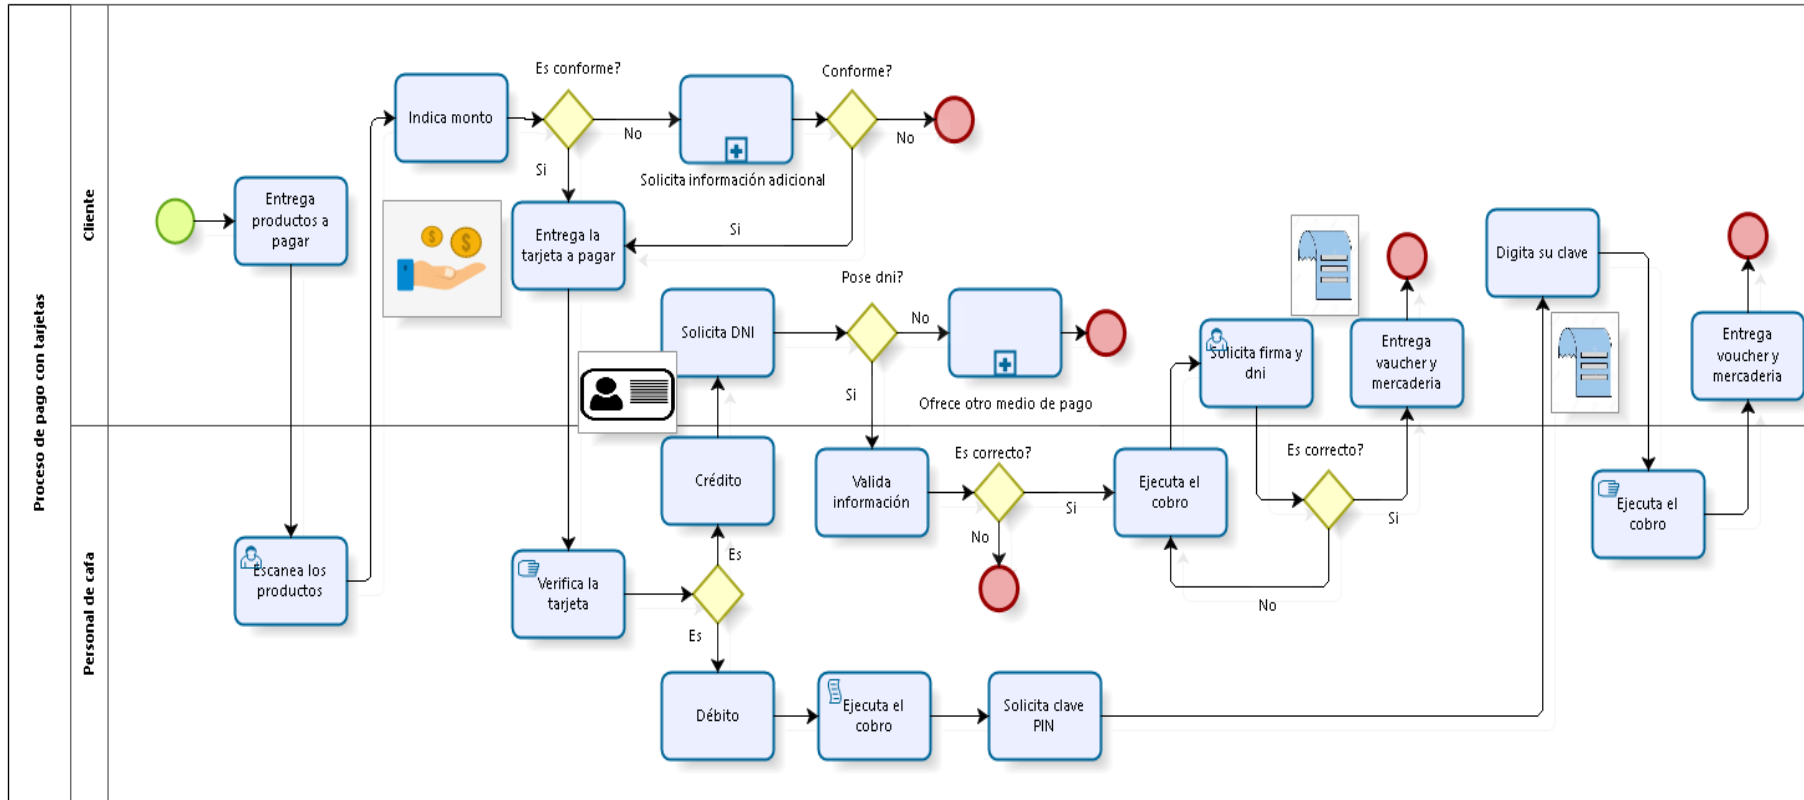 Proceso de pago con tarjetas
Cliente
Personal de cafa
Entrega
productos a
pagar
Escanea los
productos
Indica monto
Es conforme?
No
Si
Solicita información adicional
Conforme?
No
Si
Entrega la
tarjeta a pagar
Verifica la
tarjeta
Es
Es
Crédito
Solicita DNI
Pose dni?
No
Si
Ofrece otro medio de pago
Valida
información
Es correcto?
No
Si
Ejecuta el
cobro
Solicita firma y
dni
Es correcto?
No
Si
Entrega
vaucher y
mercaderia
Débito
Ejecuta el
cobro
Solicita clave
PIN
Digita su clave
Ejecuta el
cobro
Entrega
voucher y
mercaderia